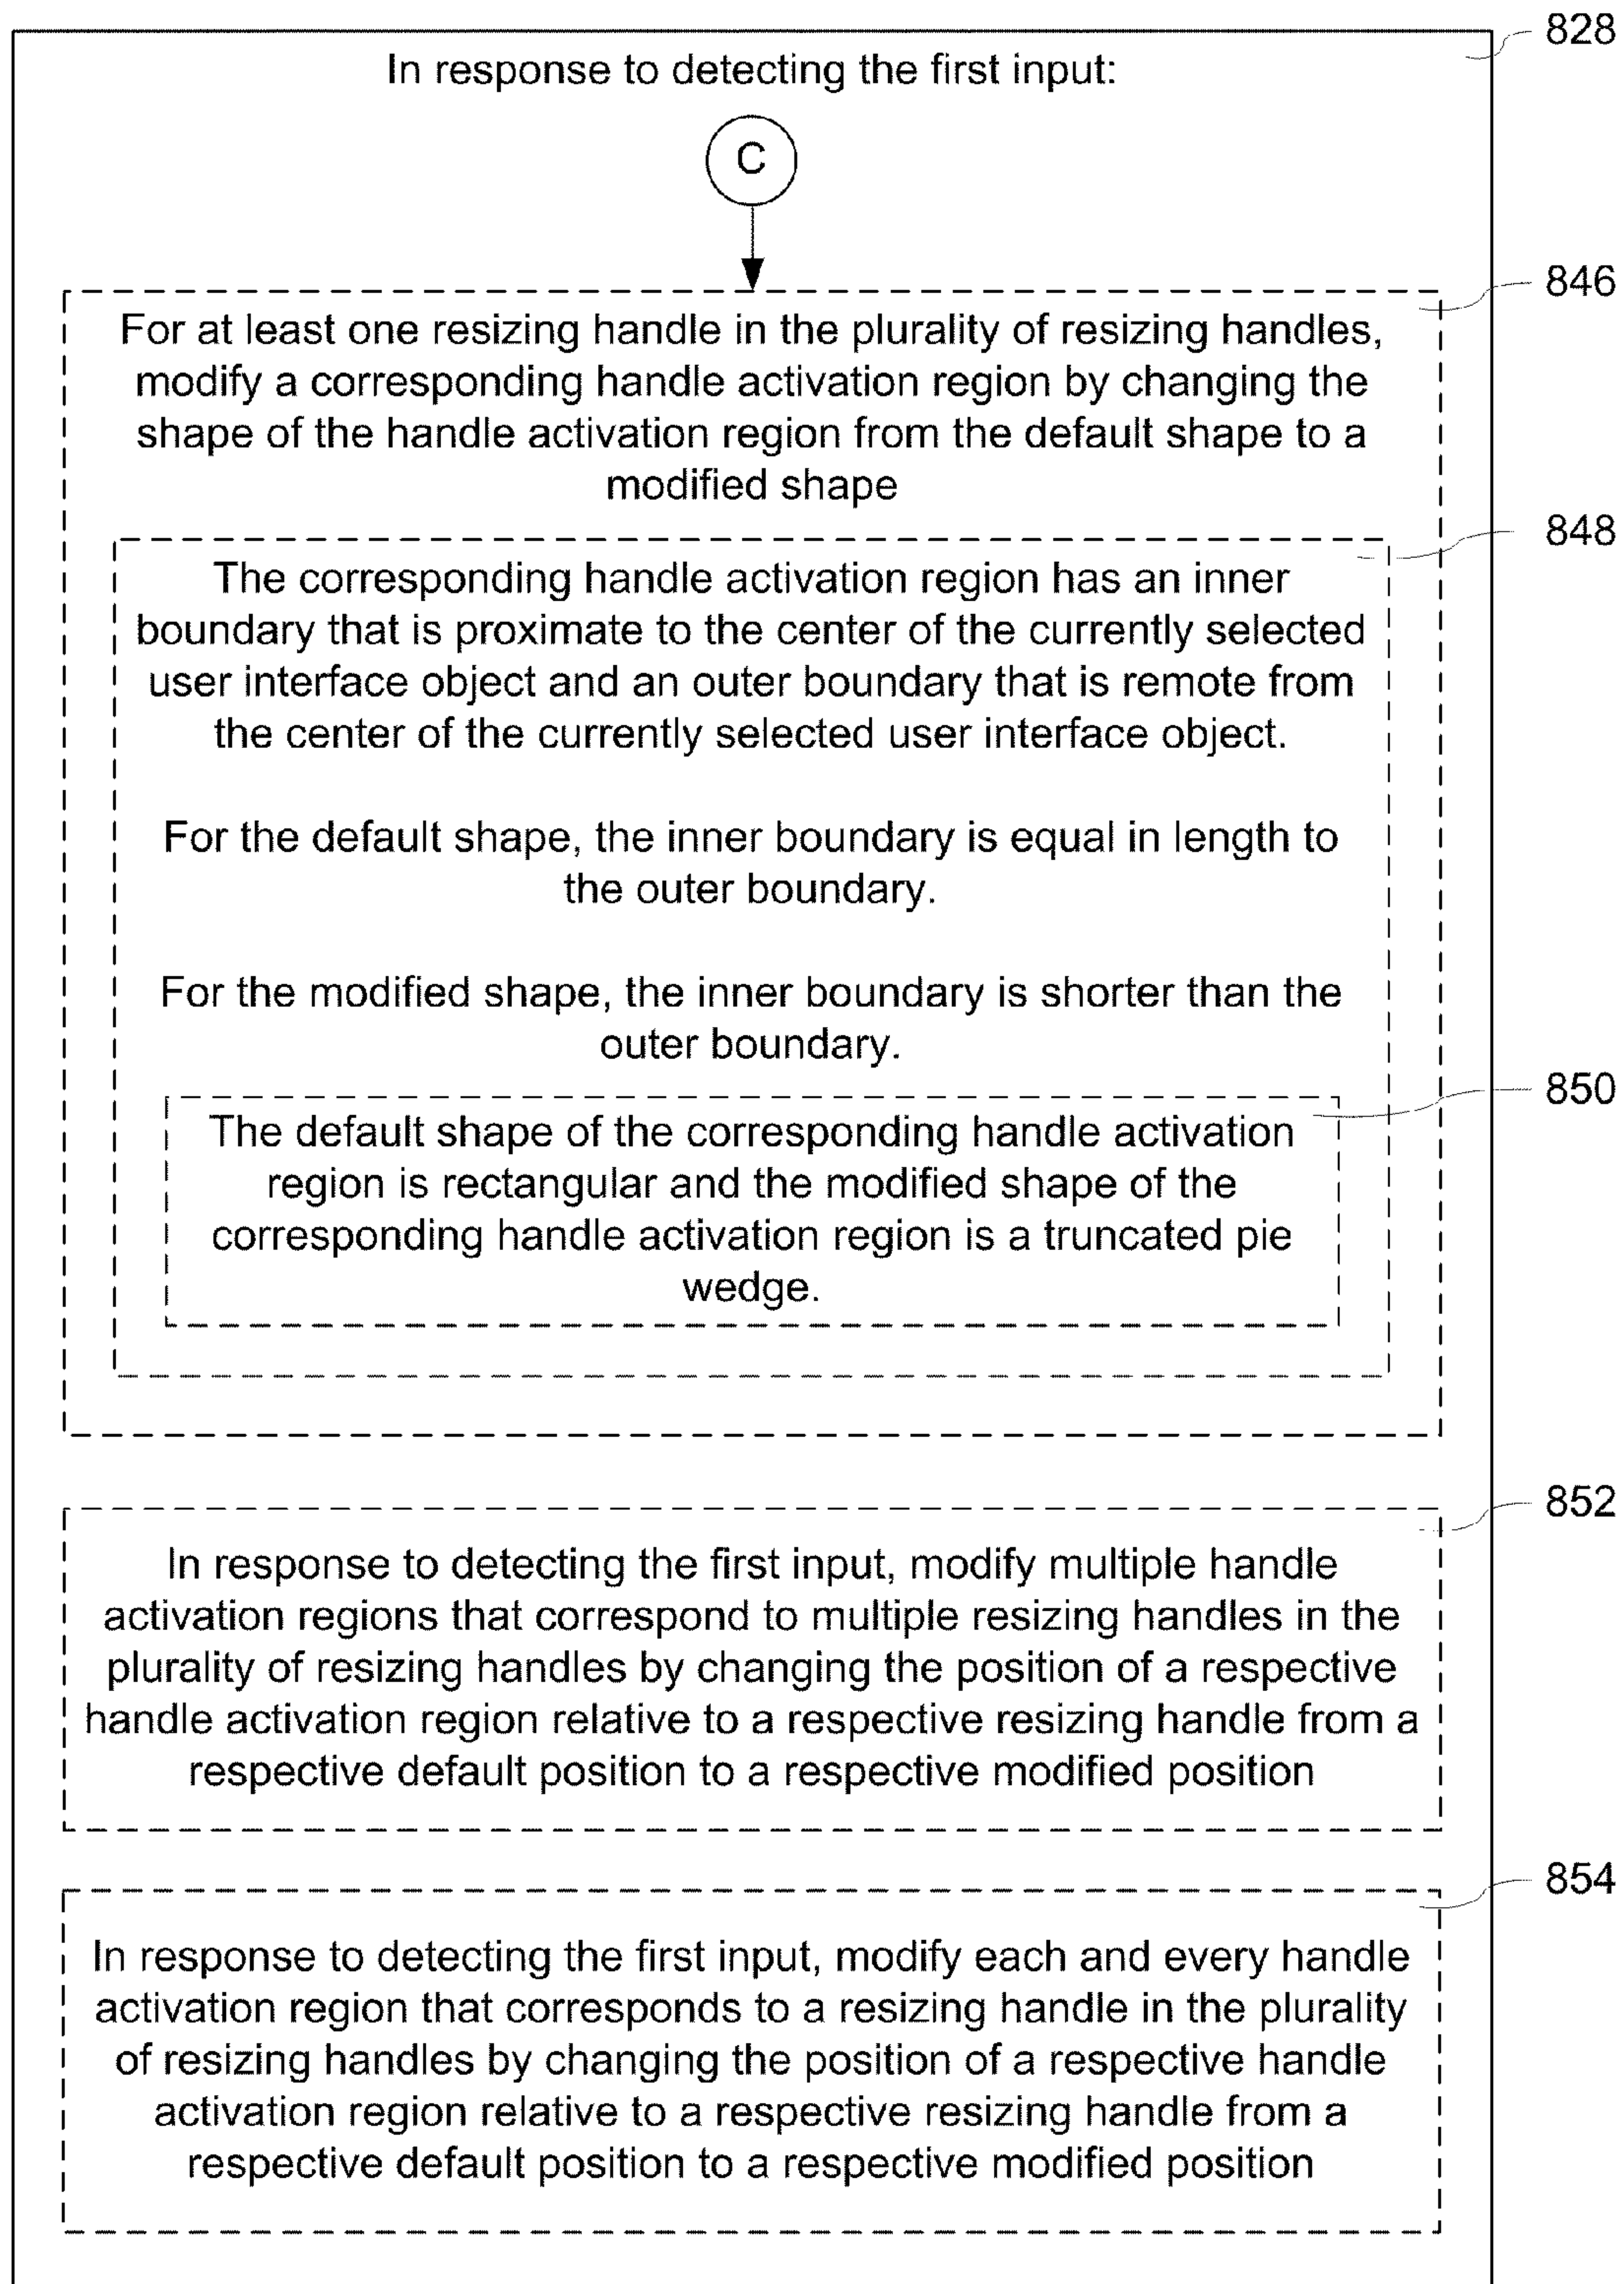 828
In response to detecting the first input:
C
846
For at least one resizing handle in the plurality of resizing handles,
modify a corresponding handle activation region by changing the
shape of the handle activation region from the default shape to a
modified shape
848
The corresponding handle activation region has an inner
boundary that is proximate to the center of the currently selected
user interface object and an outer boundary that is remote from
the center of the currently selected user interface object.
For the default shape, the inner boundary is equal in length to
the outer boundary.
For the modified shape, the inner boundary is shorter than the
outer boundary.
850
The default shape of the corresponding handle activation
region is rectangular and the modified shape of the
corresponding handle activation region is a truncated pie
wedge.
852
In response to detecting the first input, modify multiple handle
activation regions that correspond to multiple resizing handles in the
plurality of resizing handles by changing the position of a respective
handle activation region relative to a respective resizing handle from a
respective default position to a respective modified position
854
In response to detecting the first input, modify each and every handle
activation region that corresponds to a resizing handle in the plurality
of resizing handles by changing the position of a respective handle
activation region relative to a respective resizing handle from a
respective default position to a respective modified position